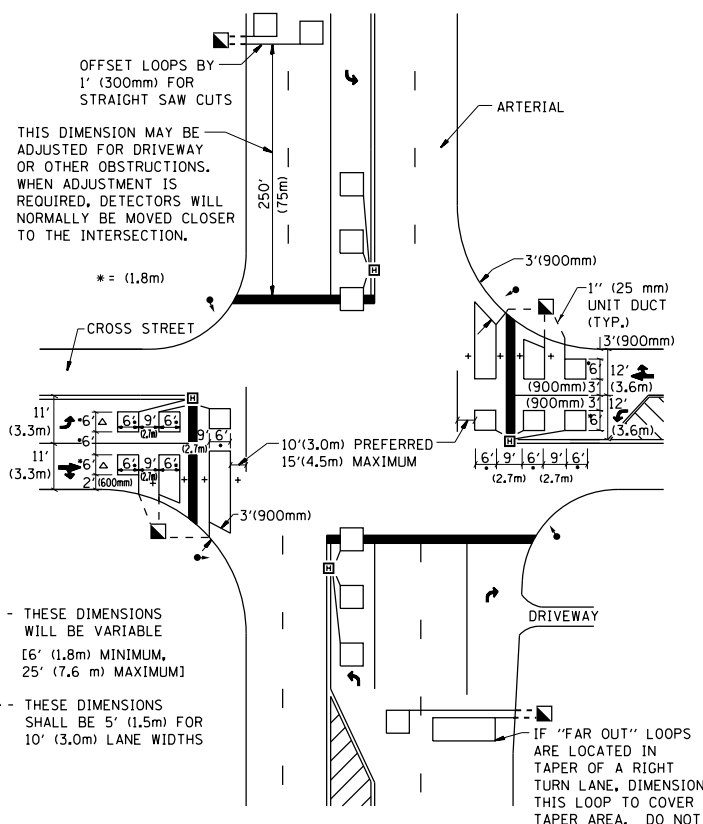 OFFSET LOOPS BY
1' (300mm) FOR
STRAIGHT SAW CUTS
THIS DIMENSION MAY BE
ADJUSTED FOR DRIVEWAY
OR OTHER OBSTRUCTIONS.
WHEN ADJUSTMENT IS
REQUIRED, DETECTORS WILL
NORMALLY BE MOVED CLOSER
TO THE INTERSECTION.
250'
(75m)
ARTERIAL
* = (1.8m)
H
3'(900mm)
1" (25 mm)
UNIT DUCT
(TYP.)
CROSS STREET
3'(900mm)
*6'
12'
(3.6m)
(900mm) 3'
(900mm) 3'
12'
*6'
(3.6m)
H
H
11'
(3.3m)
*6'
6' 9' 6'
(2.7m)
9' 6'
(2.7m)
*6'
11'
(3.3m)
*6'
6' 9' 6'
(2.7m)
2' (600mm)
10'(3.0m) PREFERRED
15'(4.5m) MAXIMUM
6' 9' 6' 9' 6'
(2.7m) (2.7m)
3'(900mm)
H
- THESE DIMENSIONS
WILL BE VARIABLE
[6' (1.8m) MINIMUM,
25' (7.6 m) MAXIMUM]
- THESE DIMENSIONS
SHALL BE 5' (1.5m) FOR
10' (3.0m) LANE WIDTHS
DRIVEWAY
IF "FAR OUT" LOOPS
ARE LOCATED IN
TAPER OF A RIGHT
TURN LANE, DIMENSION
THIS LOOP TO COVER
TAPER AREA. DO NOT